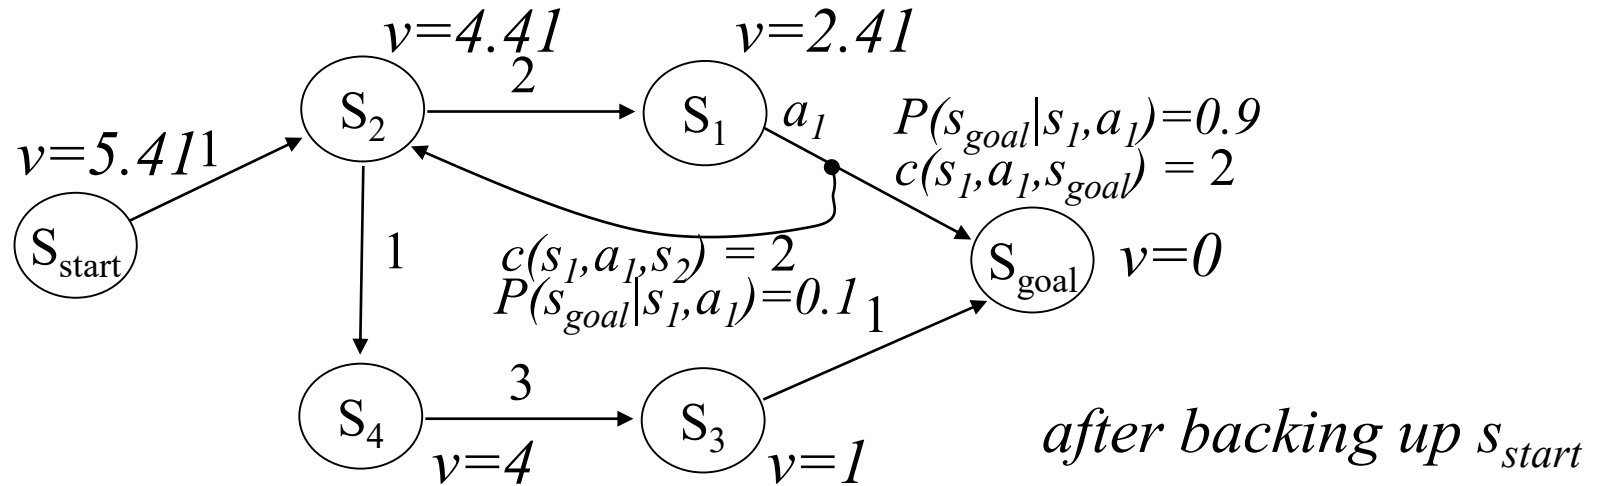 v=4.41
v=2.41
2
S2
S1
a1
P(sgoal|s1,a1)=0.9
c(s1,a1,sgoal) = 2
v=5.41
1
Sstart
1
c(s1,a1,s2) = 2
P(sgoal|s1,a1)=0.1
Sgoal
v=0
1
3
S4
S3
v=4
v=1
after backing up sstart